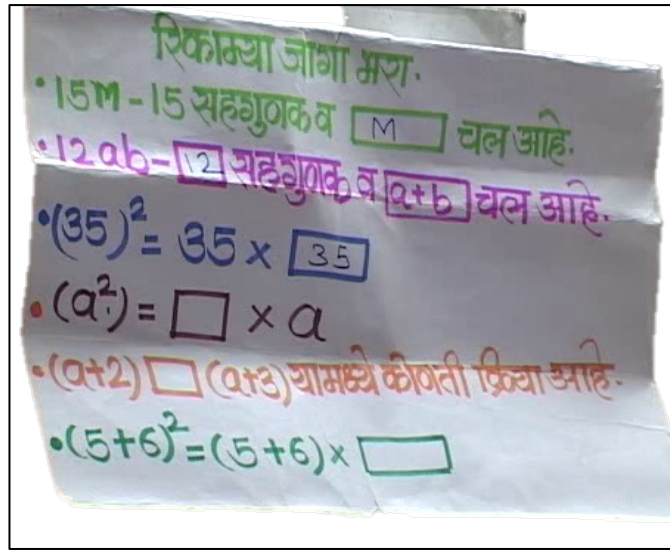 रिकाम्या जागा भरा.
• 15M - 15 सहगुणक व M चल आहे.
• 12ab - 12 सहगुणक व a+b चल आहे.
• (35)² = 35 × 35
• (a²) = □ × a
• (a+2) □ (a+3) यामध्ये कोणती क्रिया आहे.
• (5+6)² = (5+6) × □